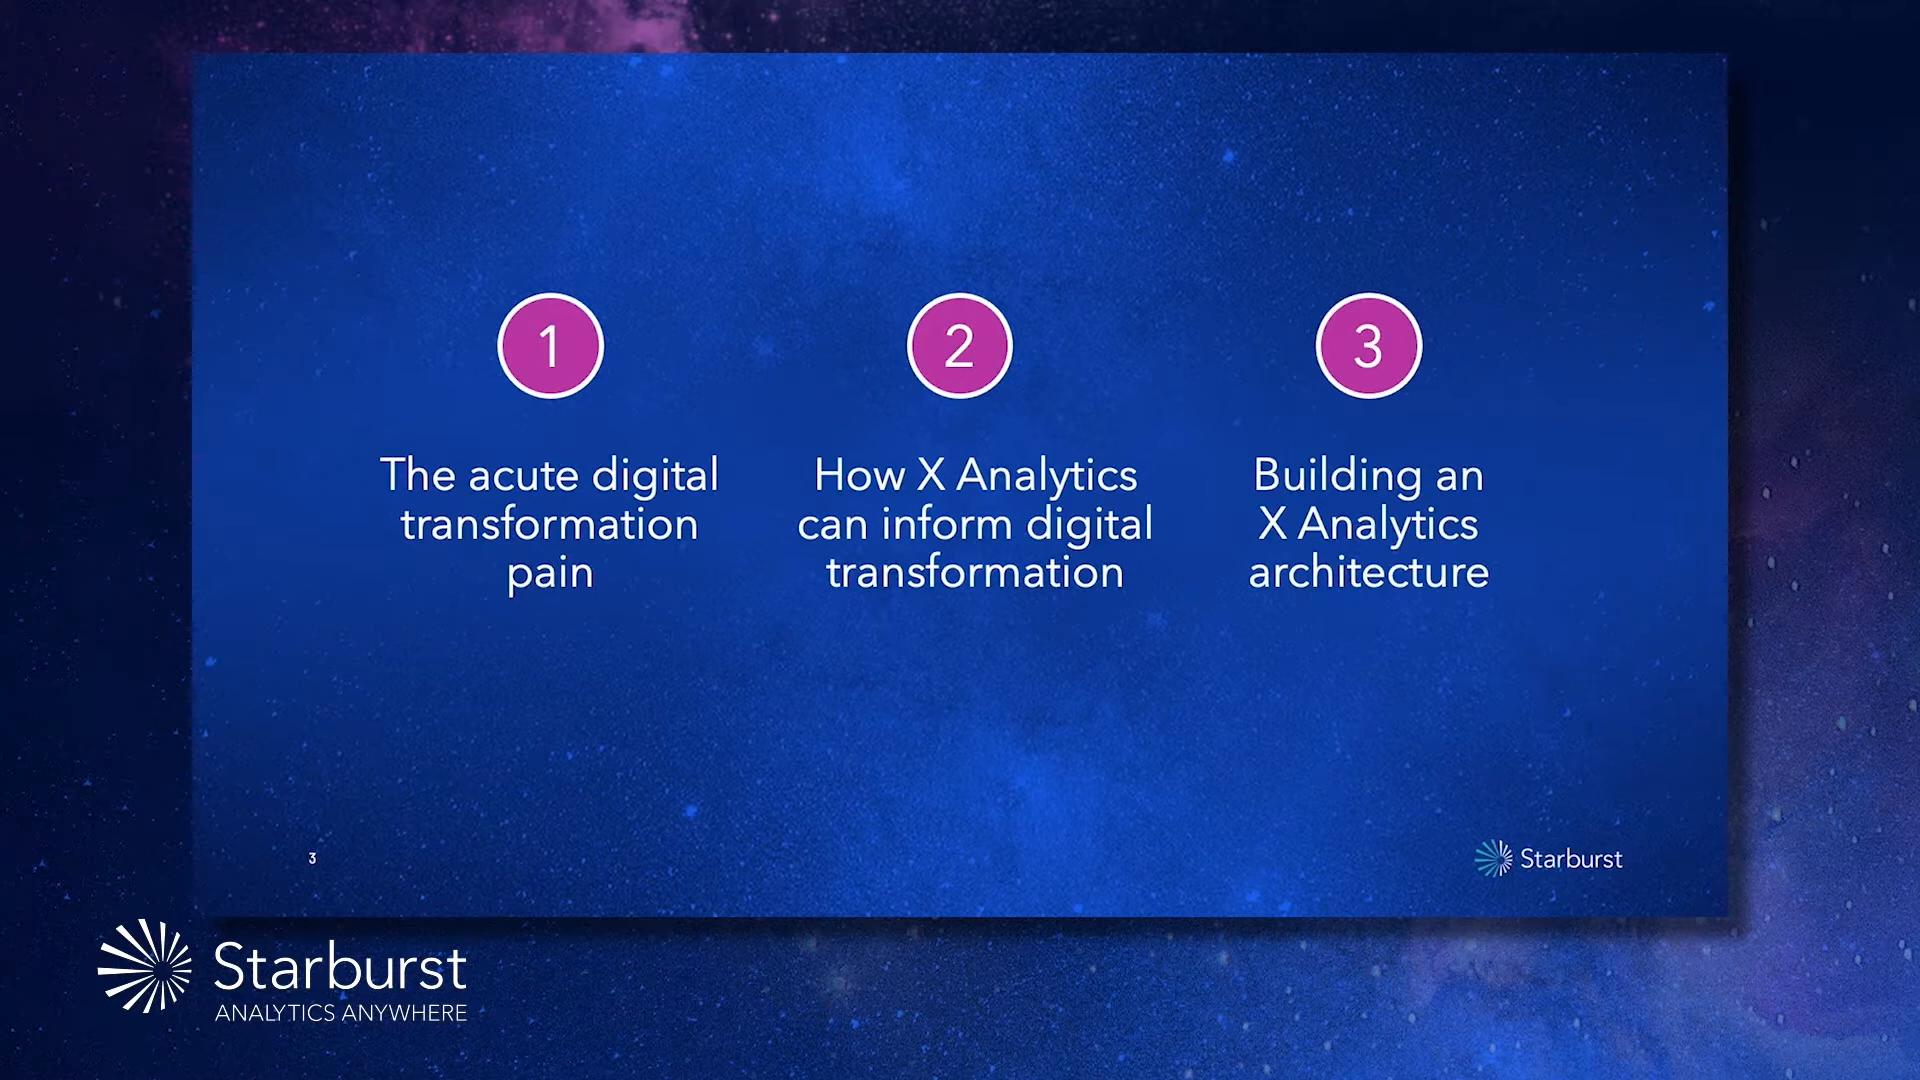 1
The acute digital
transformation
pain
2
How X Analytics
can inform digital
transformation
3
Building an
X Analytics
architecture
3
Starburst
Starburst
ANALYTICS ANYWHERE